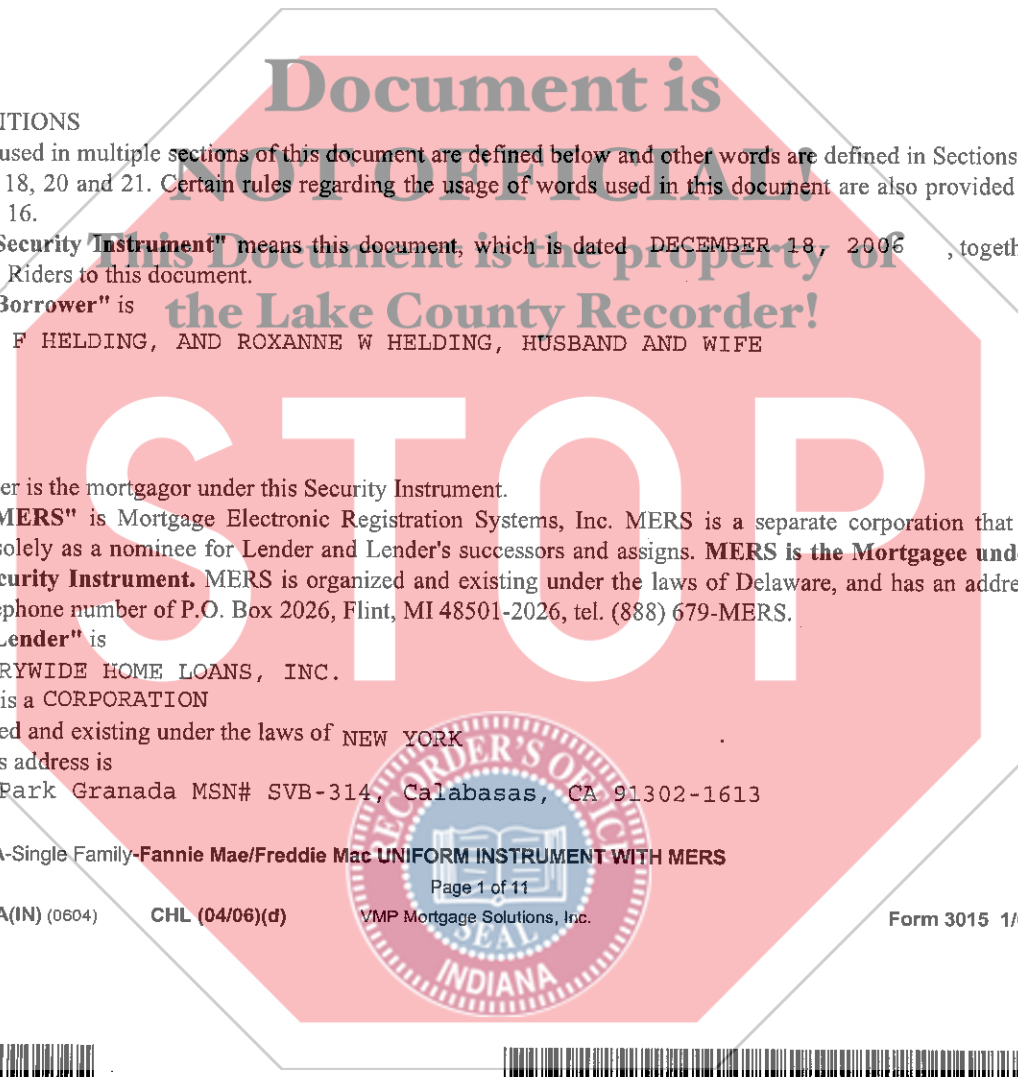 Document is
ITIONS
used in multiple sections of this document are defined below and other words are defined in Sections
NOT OFFICIAL!
18, 20 and 21. Certain rules regarding the usage of words used in this document are also provided
16.
Security Instrument" means this document, which is dated DECEMBER 18, 2006 , togeth
This Document is the property of
Riders to this document.
Borrower" is
the Lake County Recorder!
F HELDING, AND ROXANNE W HELDING, HUSBAND AND WIFE
STOP
er is the mortgagor under this Security Instrument.
MERS" is Mortgage Electronic Registration Systems, Inc. MERS is a separate corporation that
solely as a nominee for Lender and Lender's successors and assigns. MERS is the Mortgagee unde
curity Instrument. MERS is organized and existing under the laws of Delaware, and has an addre
ephone number of P.O. Box 2026, Flint, MI 48501-2026, tel. (888) 679-MERS.
Lender" is
RYWIDE HOME LOANS, INC.
is a CORPORATION
ed and existing under the laws of NEW YORK
s address is
Park Granada MSN# SVB-314, Calabasas, CA 91302-1613
RECORDER'S OFFICE
A-Single Family-Fannie Mae/Freddie Mac UNIFORM INSTRUMENT WITH MERS
Page 1 of 11
A(IN) (0604) CHL (04/06)(d) VMP Mortgage Solutions, Inc. Form 3015 1/0
SEAL
INDIANA